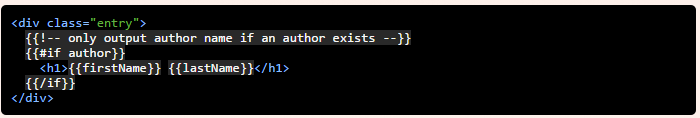 <div class="entry">
  {{!-- only output author name if an author exists --}}
  {{#if author}}
    <h1>{{firstName}} {{lastName}}</h1>
  {{/if}}
</div>